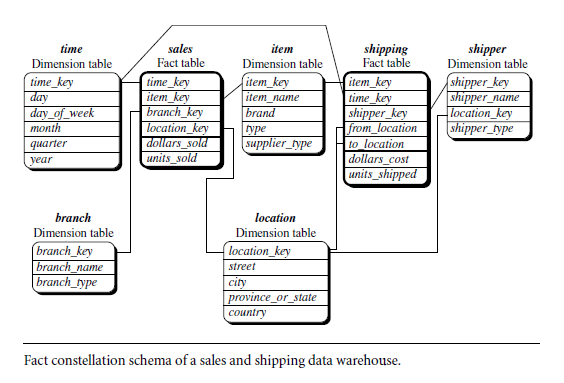 time
Dimension table
time_key
day
day_of_week
month
quarter
year
sales
Fact table
time_key
item_key
branch_key
location_key
dollars_sold
units_sold
item
Dimension table
item_key
item_name
brand
type
supplier_type
shipping
Fact table
item_key
time_key
shipper_key
from_location
to_location
dollars_cost
units_shipped
shipper
Dimension table
shipper_key
shipper_name
location_key
shipper_type
branch
Dimension table
branch_key
branch_name
branch_type
location
Dimension table
location_key
street
city
province_or_state
country
Fact constellation schema of a sales and shipping data warehouse.